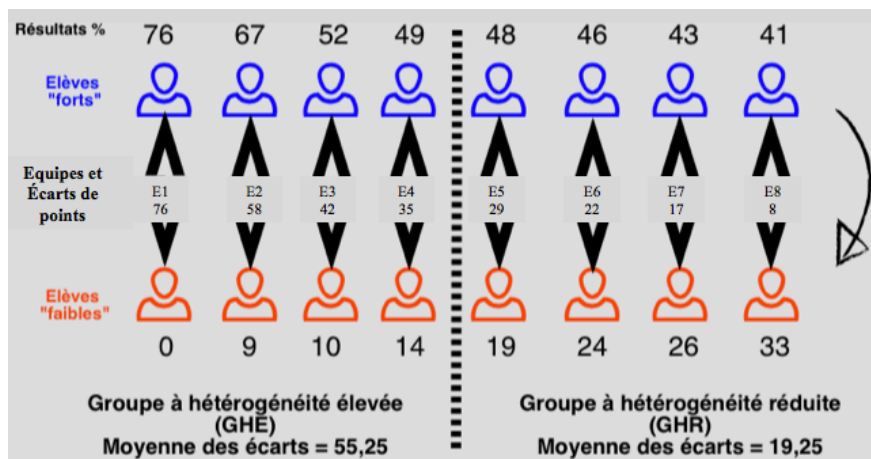 Résultats % 76 67 52 49 48 46 43 41
Elèves
"forts"
Equipes et
Écarts de
points
E1 E2 E3 E4 E5 E6 E7 E8
76 58 42 35 29 22 17 8
Elèves
"faibles"
0 9 10 14 19 24 26 33
Groupe à hétérogénéité élevée
(GHE)
Moyenne des écarts = 55,25
Groupe à hétérogénéité réduite
(GHR)
Moyenne des écarts = 19,25